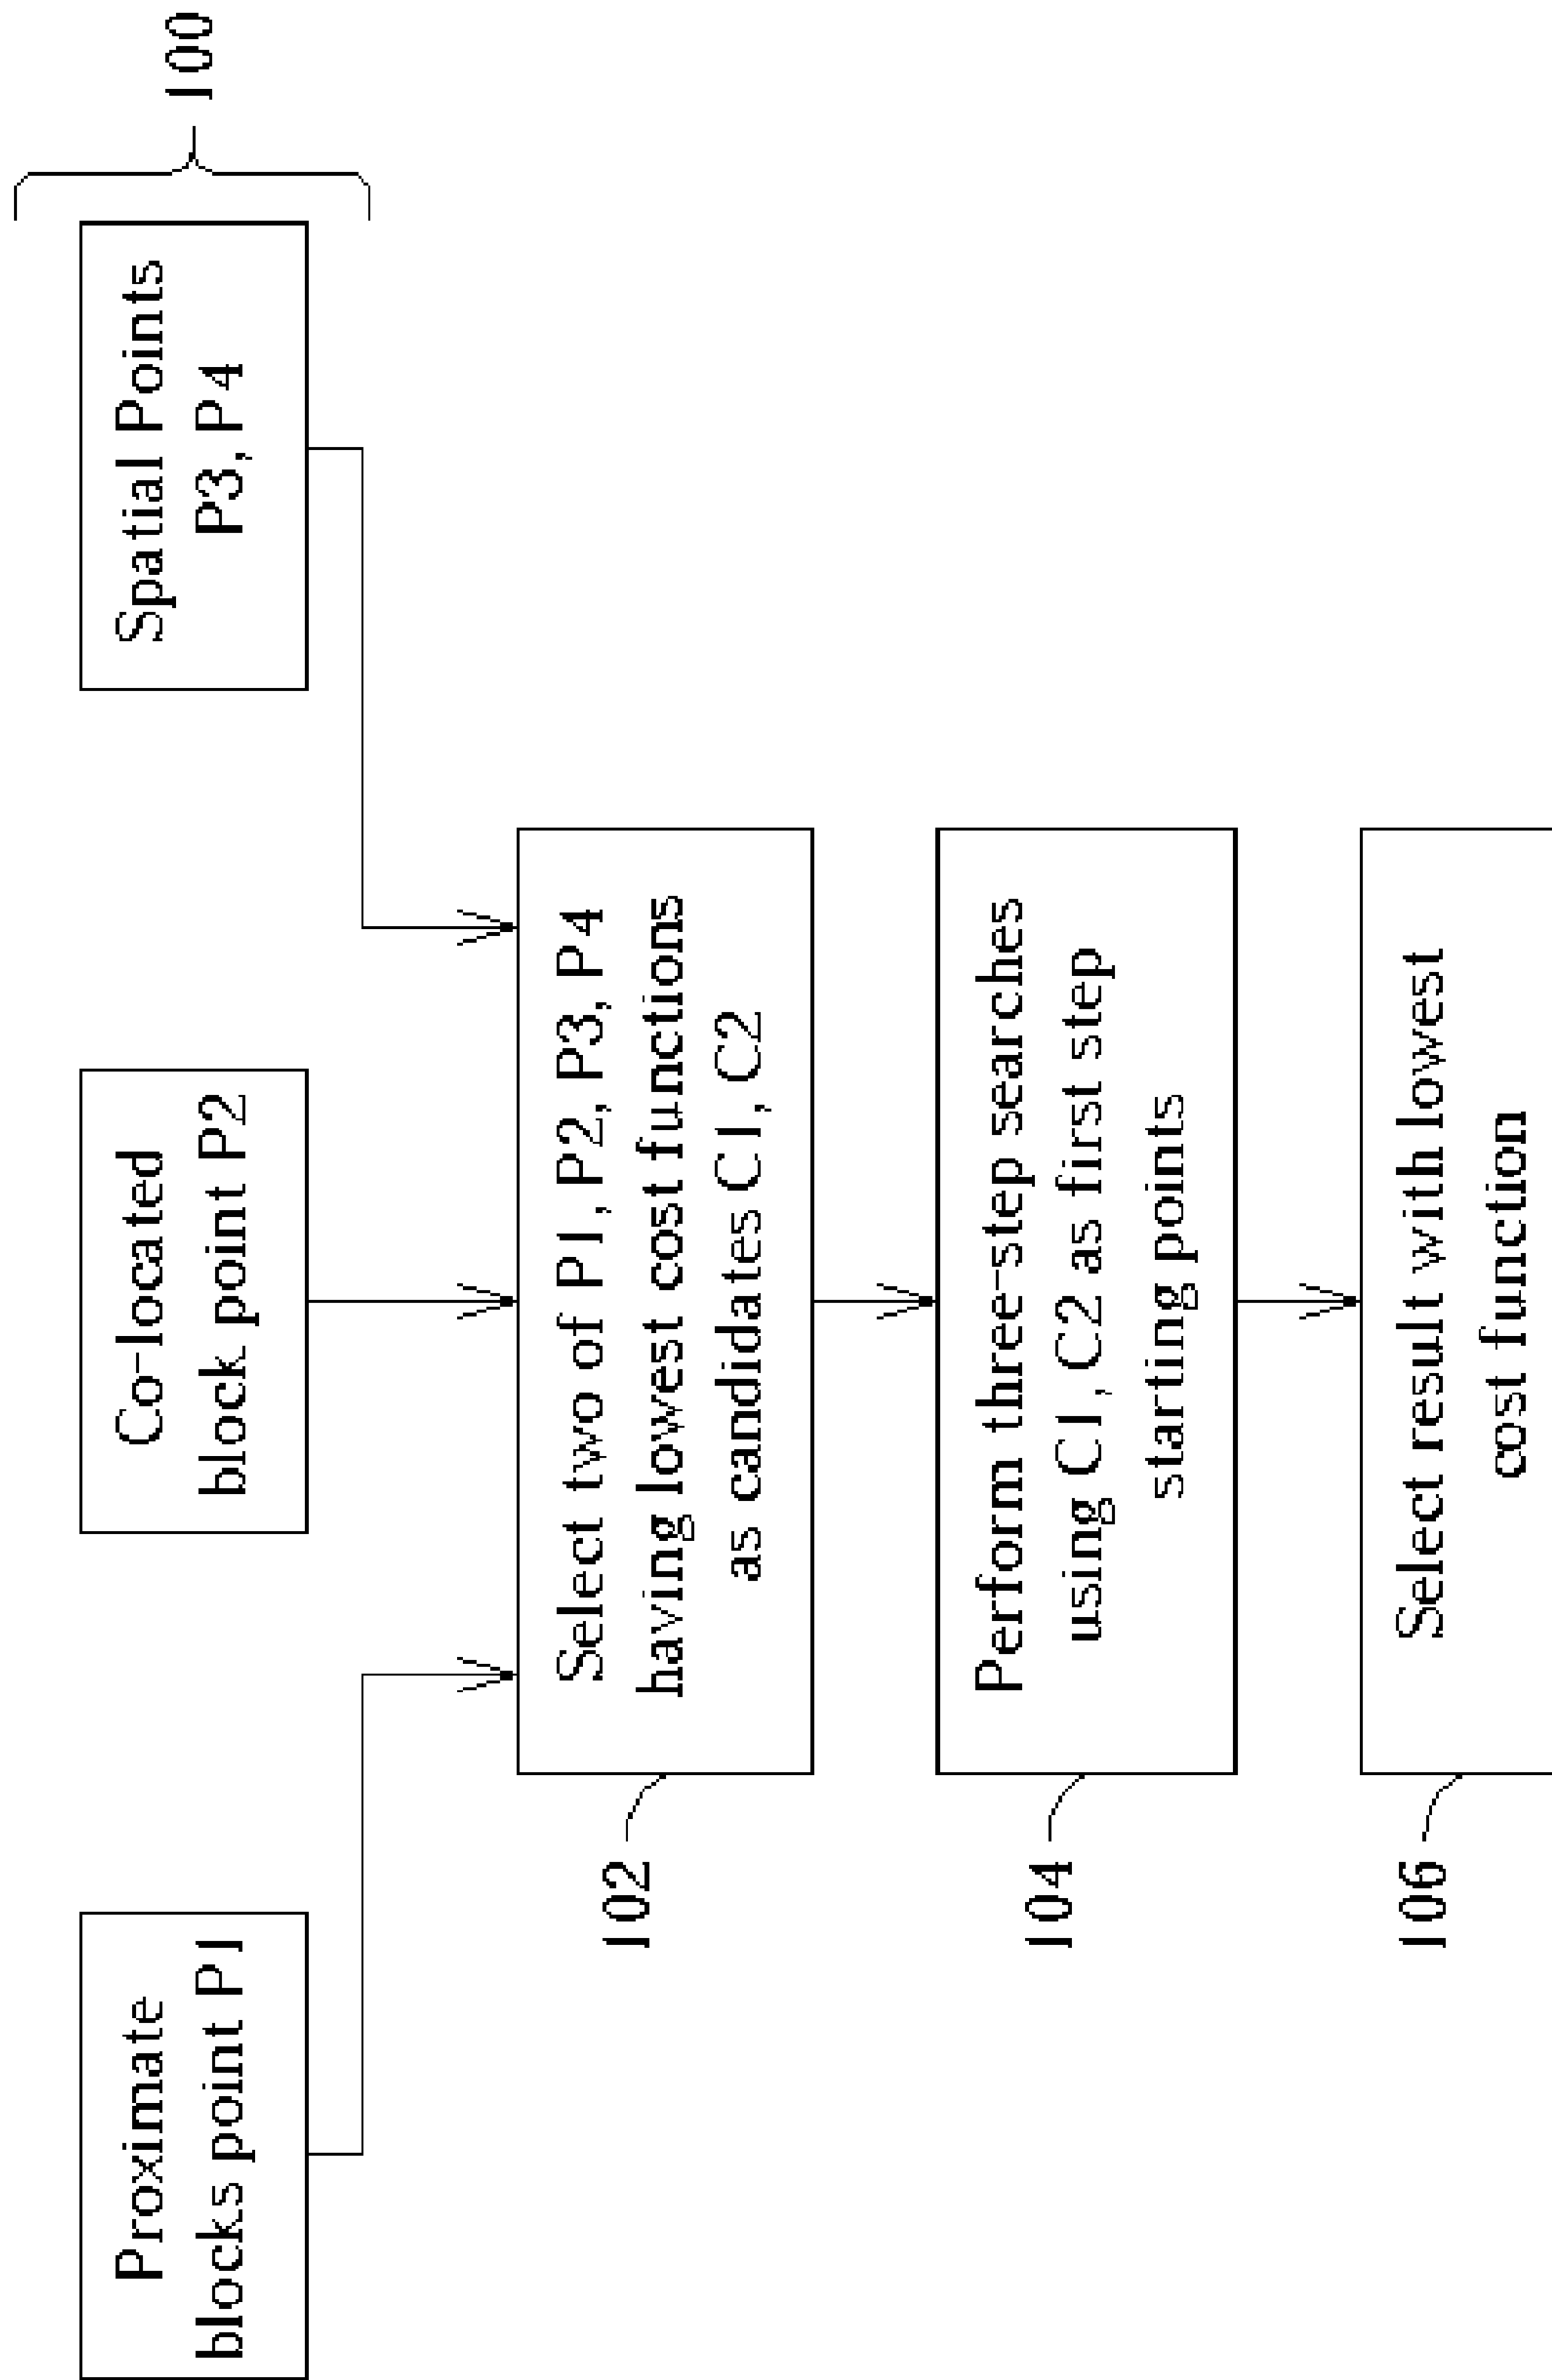 Proximate
blocks point P1
Co-located
block point P2
Spatial Points
P3, P4
100
102
Select two of P1, P2, P3, P4
having lowest cost functions
as candidates C1, C2
104
Perform three-step searches
using C1, C2 as first step
starting points
106
Select result with lowest
cost function